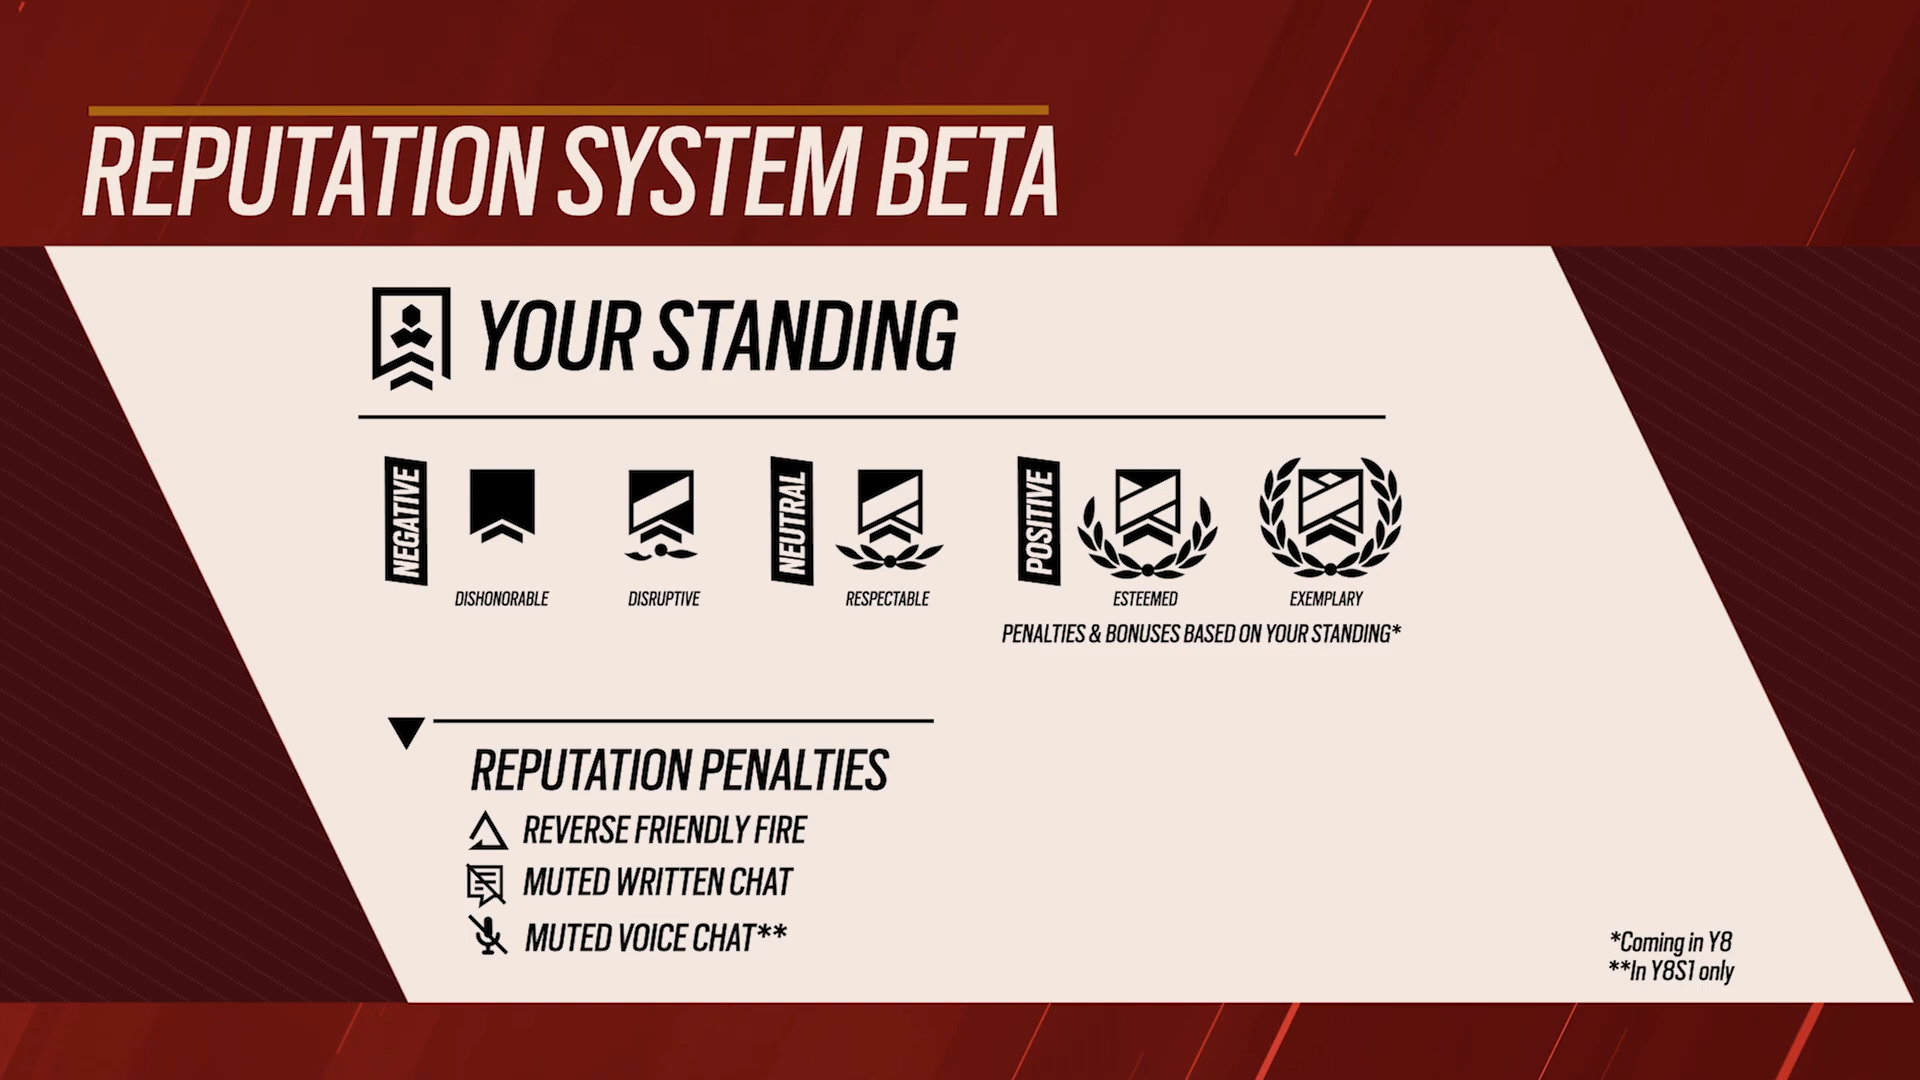 REPUTATION SYSTEM BETA
YOUR STANDING
NEGATIVE
DISHONORABLE
DISRUPTIVE
NEUTRAL
RESPECTABLE
POSITIVE
ESTEEMED
EXEMPLARY
PENALTIES & BONUSES BASED ON YOUR STANDING*
REPUTATION PENALTIES
REVERSE FRIENDLY FIRE
MUTED WRITTEN CHAT
MUTED VOICE CHAT**
*Coming in Y8
**In Y8S1 only